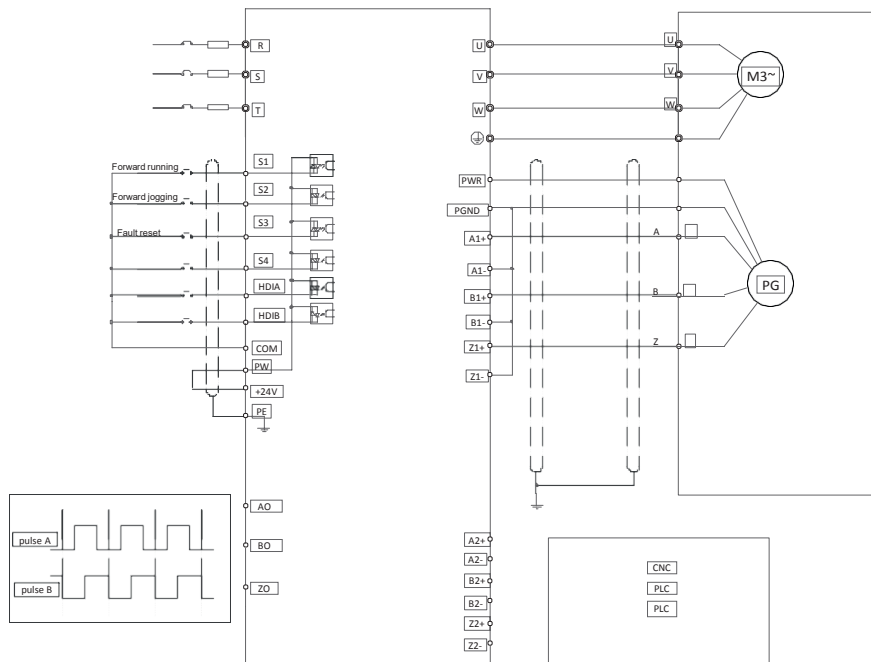 R
S
T
U
V
W
U
V
W
M3~
Forward running
S1
Forward jogging
S2
Fault reset
S3
S4
HDIA
HDIB
COM
PW
+24V
PE
PWR
PGND
A1+
A1-
B1+
B1-
Z1+
Z1-
A
B
Z
PG
AO
BO
ZO
pulse A
pulse B
A2+
A2-
B2+
B2-
Z2+
Z2-
CNC
PLC
PLC